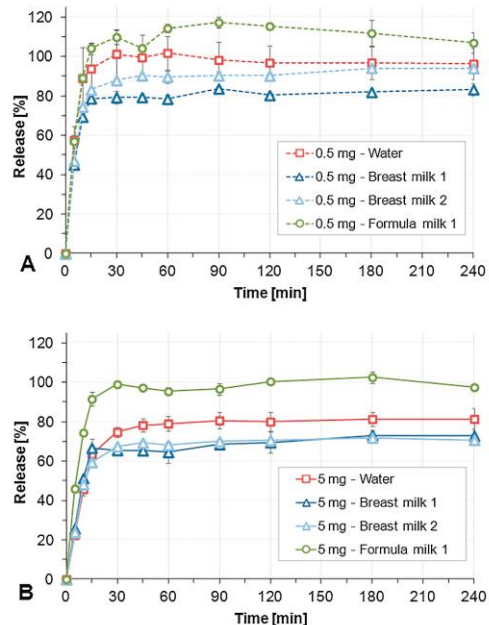 120
100
80
60
40
20
0
Release [%]
0.5 mg - Water
0.5 mg - Breast milk 1
0.5 mg - Breast milk 2
0.5 mg - Formula milk 1
A
0 30 60 90 120 150 180 210 240
Time [min]
120
100
80
60
40
20
0
Release [%]
5 mg - Water
5 mg - Breast milk 1
5 mg - Breast milk 2
5 mg - Formula milk 1
B
0 30 60 90 120 150 180 210 240
Time [min]